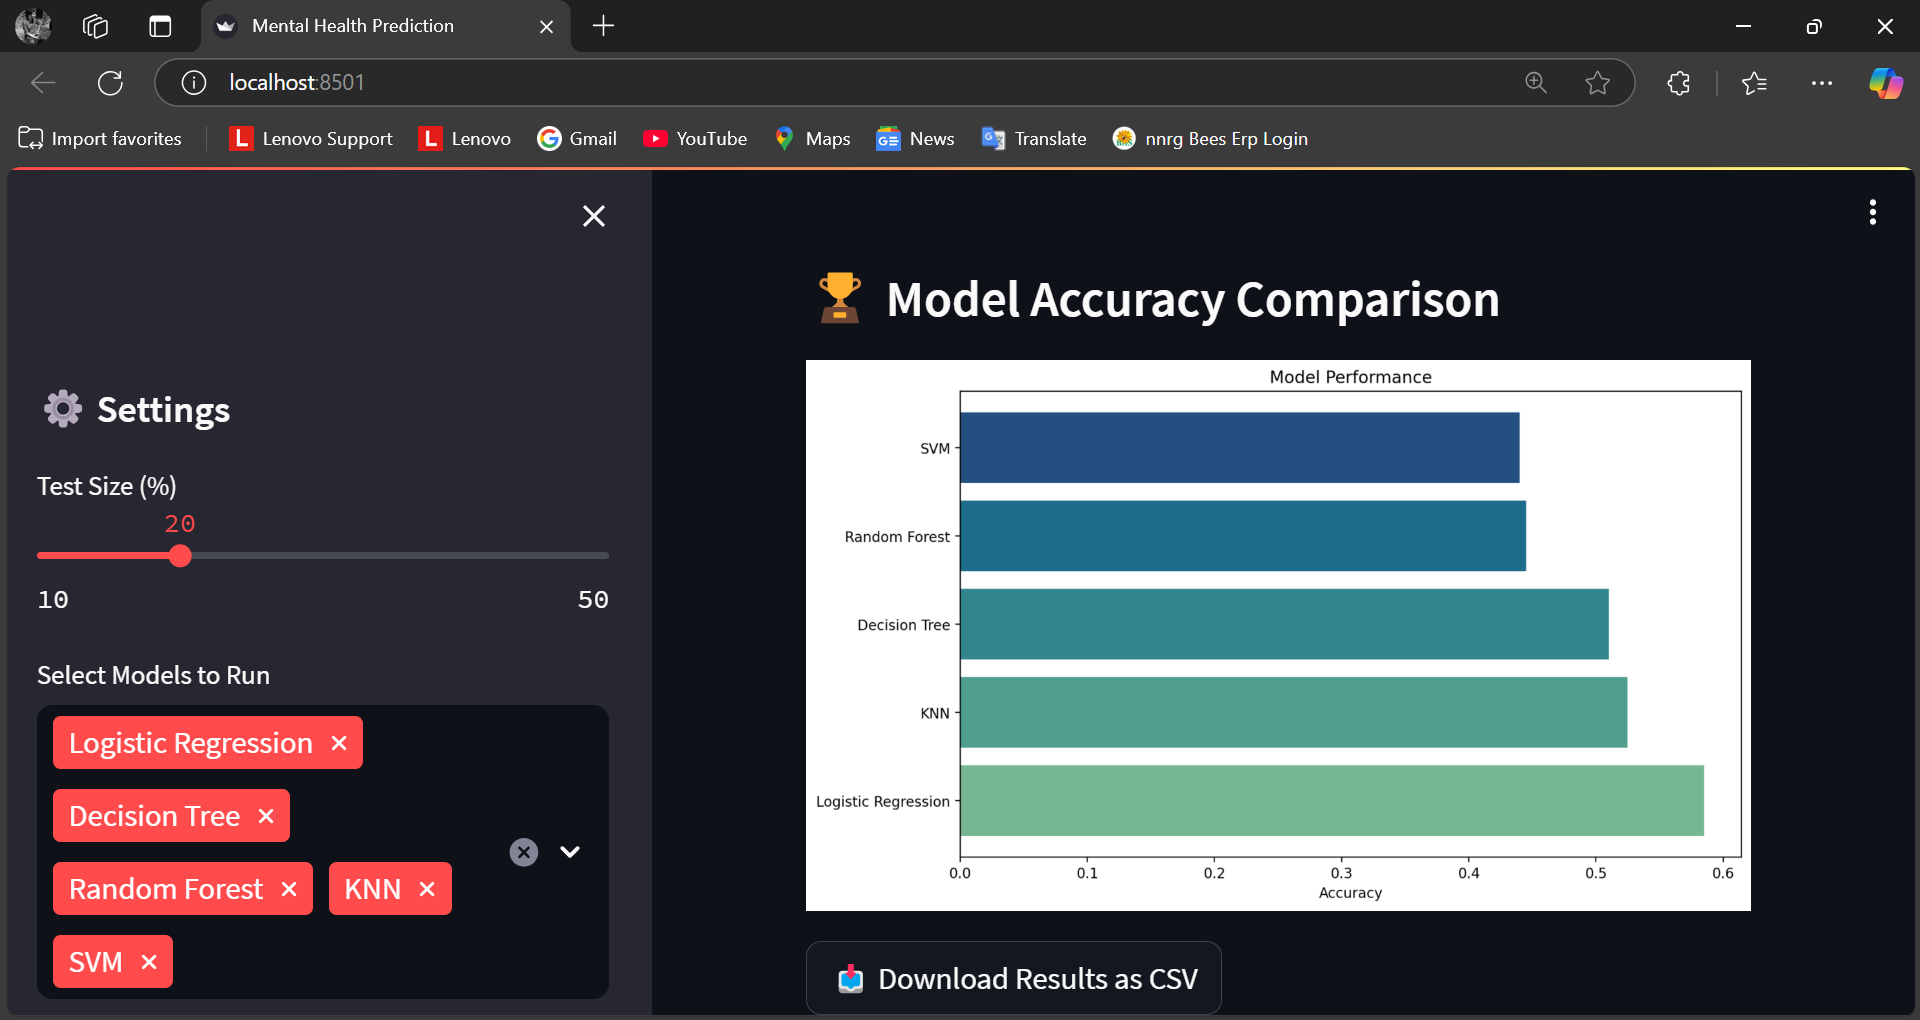 Mental Health Prediction
localhost:8501
Import favorites
L Lenovo Support
L Lenovo
Gmail
YouTube
Maps
News
Translate
nnrg Bees Erp Login
Settings
Test Size (%)
20
10 50
Select Models to Run
Logistic Regression
Decision Tree
Random Forest KNN
SVM
Model Accuracy Comparison
Model Performance
SVM
Random Forest
Decision Tree
KNN
Logistic Regression
0.0 0.1 0.2 0.3 0.4 0.5 0.6
Accuracy
Download Results as CSV